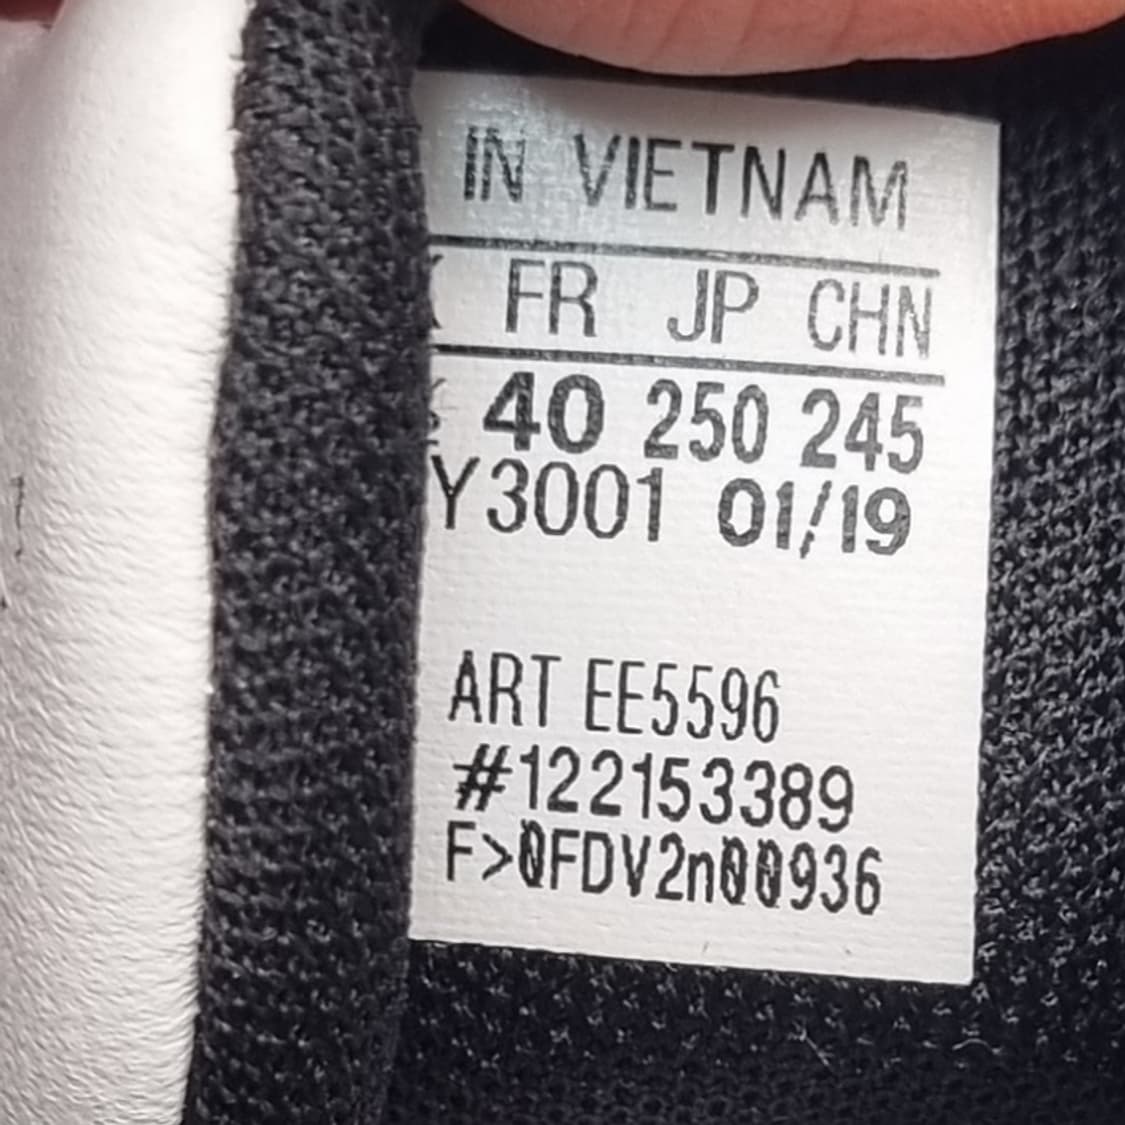 IN VIETNAM
FR JP CHN
40 250 245
Y3001 01/19
ART EE5596
#122153389
F>0FDV2n00936